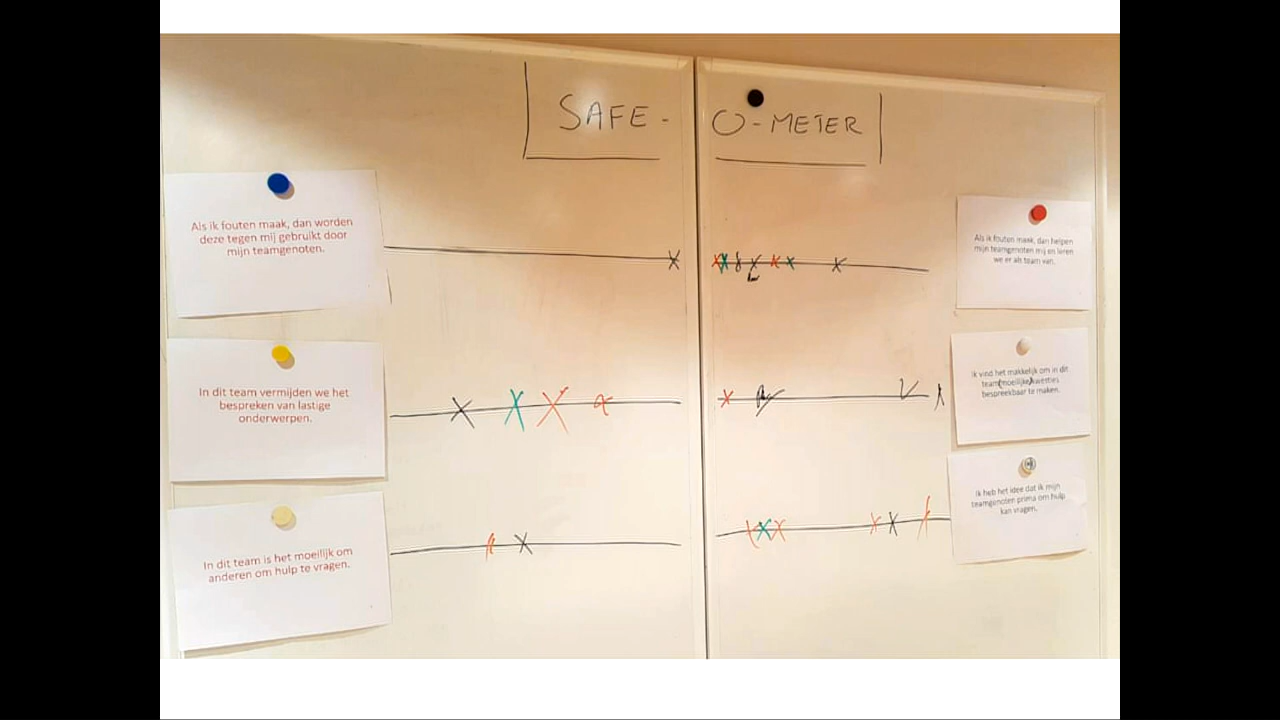 SAFE-O-METER
Als ik fouten maak, dan worden
deze tegen mij gebruikt door
mijn teamgenoten.
Als ik fouten maak, dan helpen
mijn teamgenoten mij en leren
we er als team van.
In dit team vermijden we het
bespreken van lastige
onderwerpen.
Ik vind het makkelijk om in dit
team (moeilijke) kwesties
bespreekbaar te maken.
In dit team is het moeilijk om
anderen om hulp te vragen.
Ik heb het idee dat ik mijn
teamgenoten prima om hulp
kan vragen.